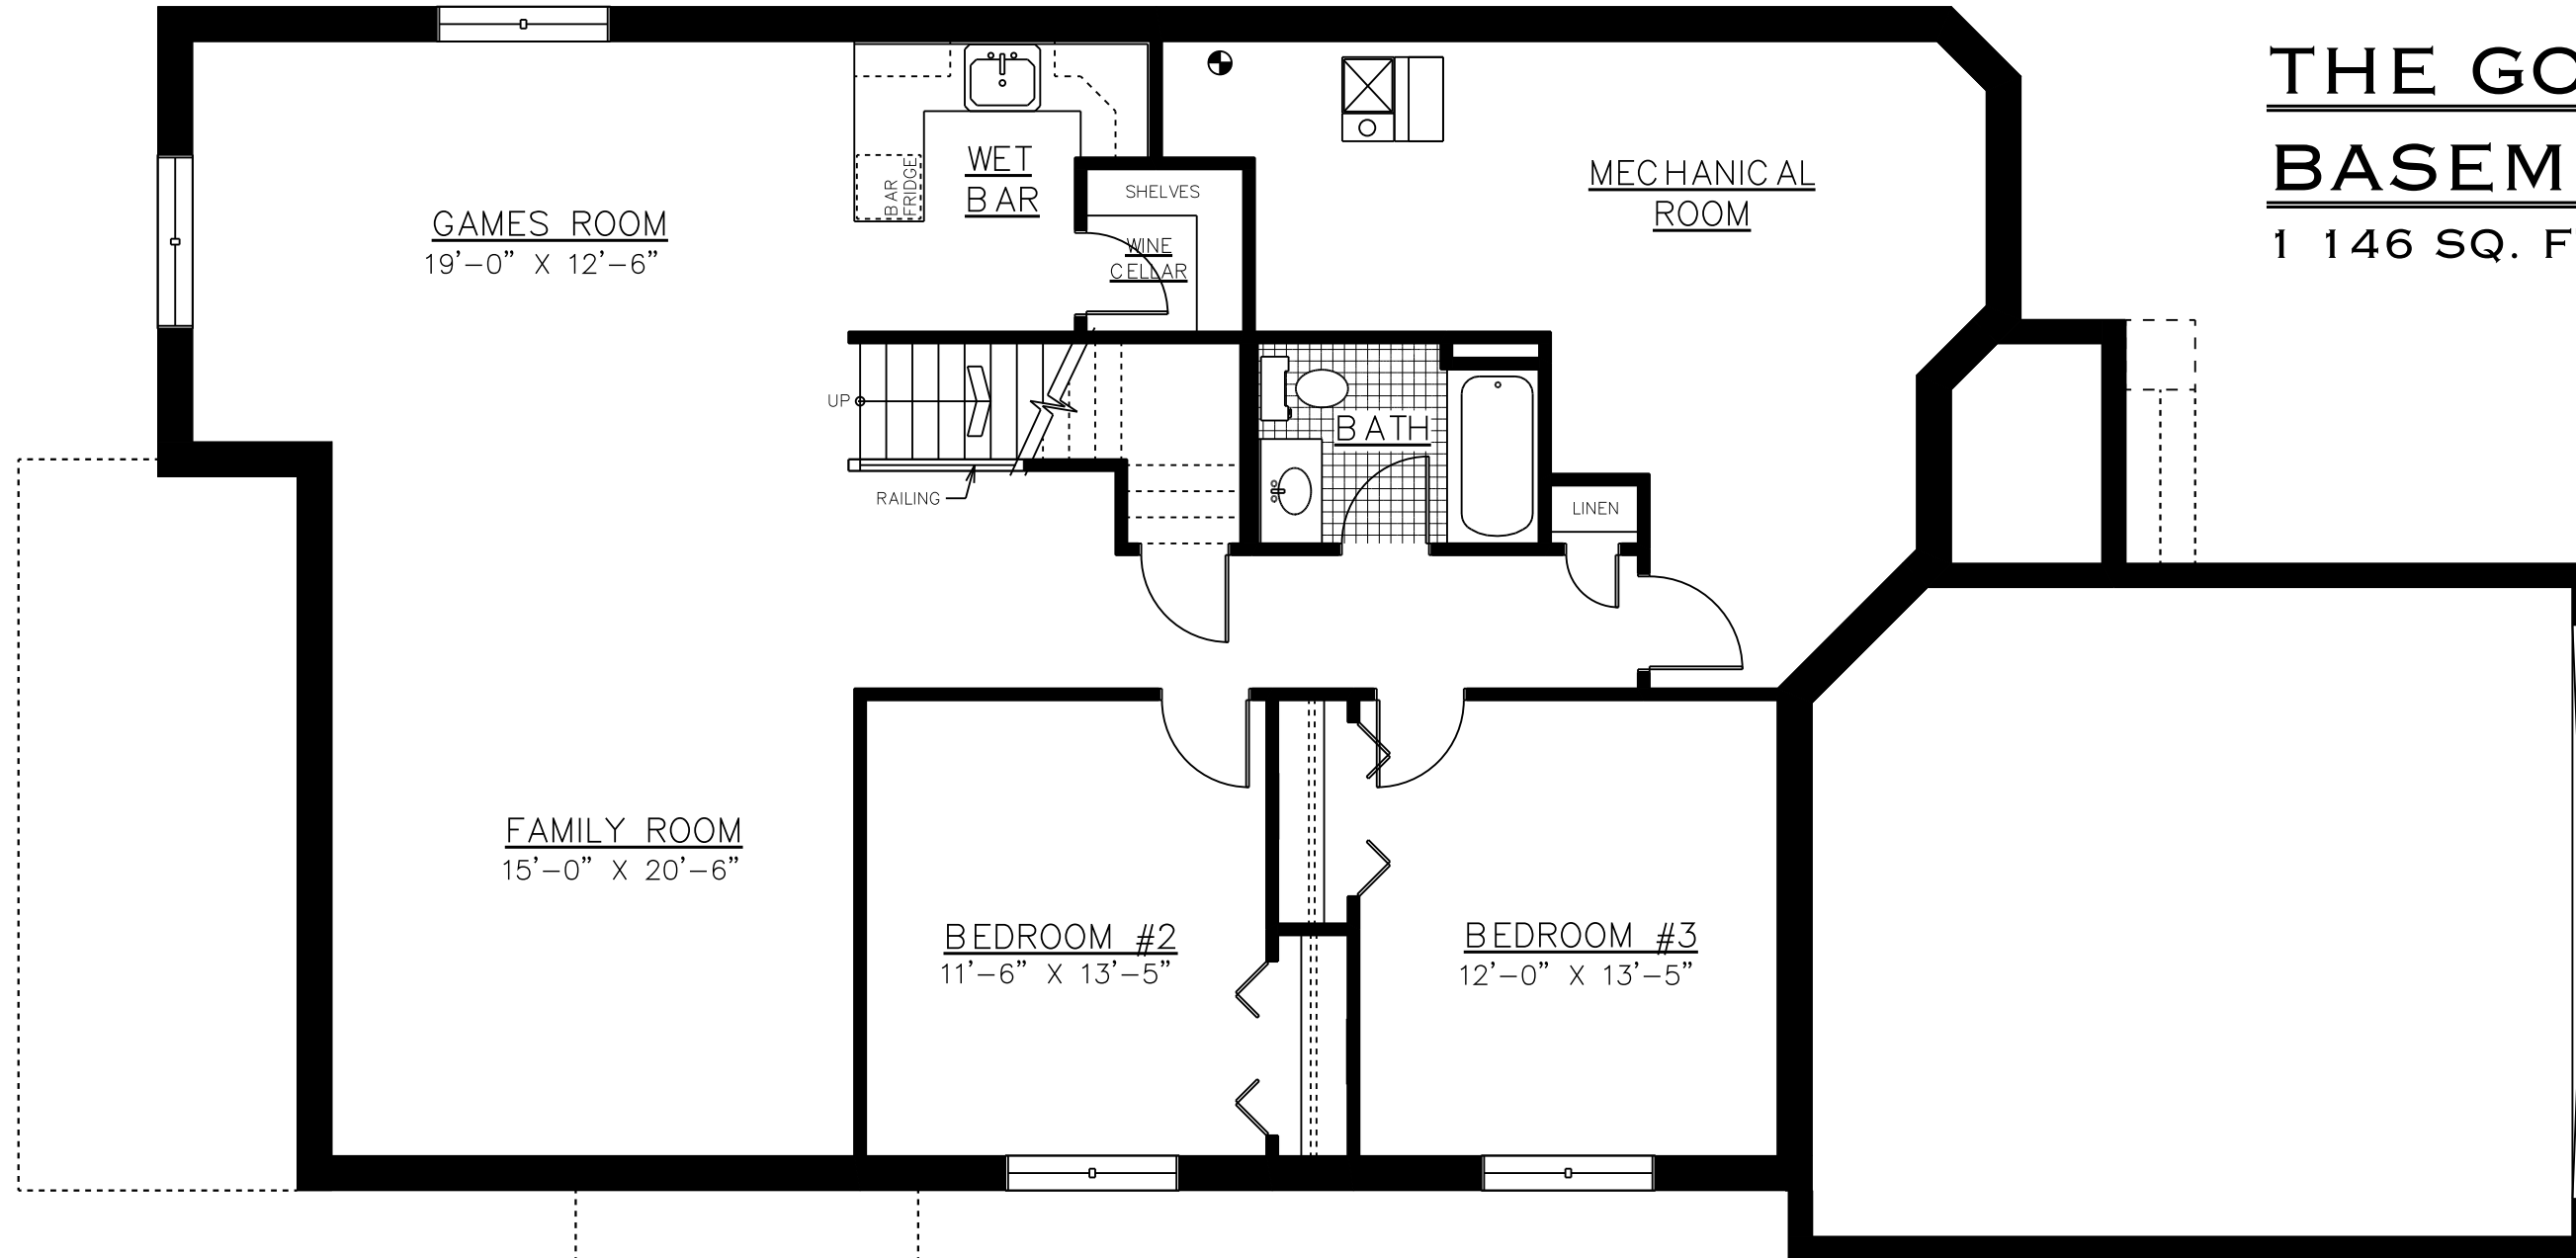 THE GO
BASEM
1 146 SQ. F
GAMES ROOM
19'-0" X 12'-6"
WET
BAR
BAR
FRIDGE
SHELVES
WINE
CELLAR
MECHANICAL
ROOM
UP
RAILING
BATH
LINEN
FAMILY ROOM
15'-0" X 20'-6"
BEDROOM #2
11'-6" X 13'-5"
BEDROOM #3
12'-0" X 13'-5"